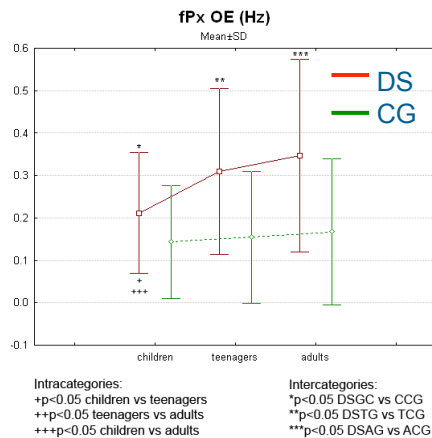 fPx OE (Hz)
Mean±SD
0.6
0.5
0.4
0.3
0.2
0.1
0.0
-0.1
***
**
*
+
+++
DS
CG
children
teenagers
adults
Intracategories:
+p<0.05 children vs teenagers
++p<0.05 teenagers vs adults
+++p<0.05 children vs adults
Intercategories:
*p<0.05 DSGC vs CCG
**p<0.05 DSTG vs TCG
***p<0.05 DSAG vs ACG